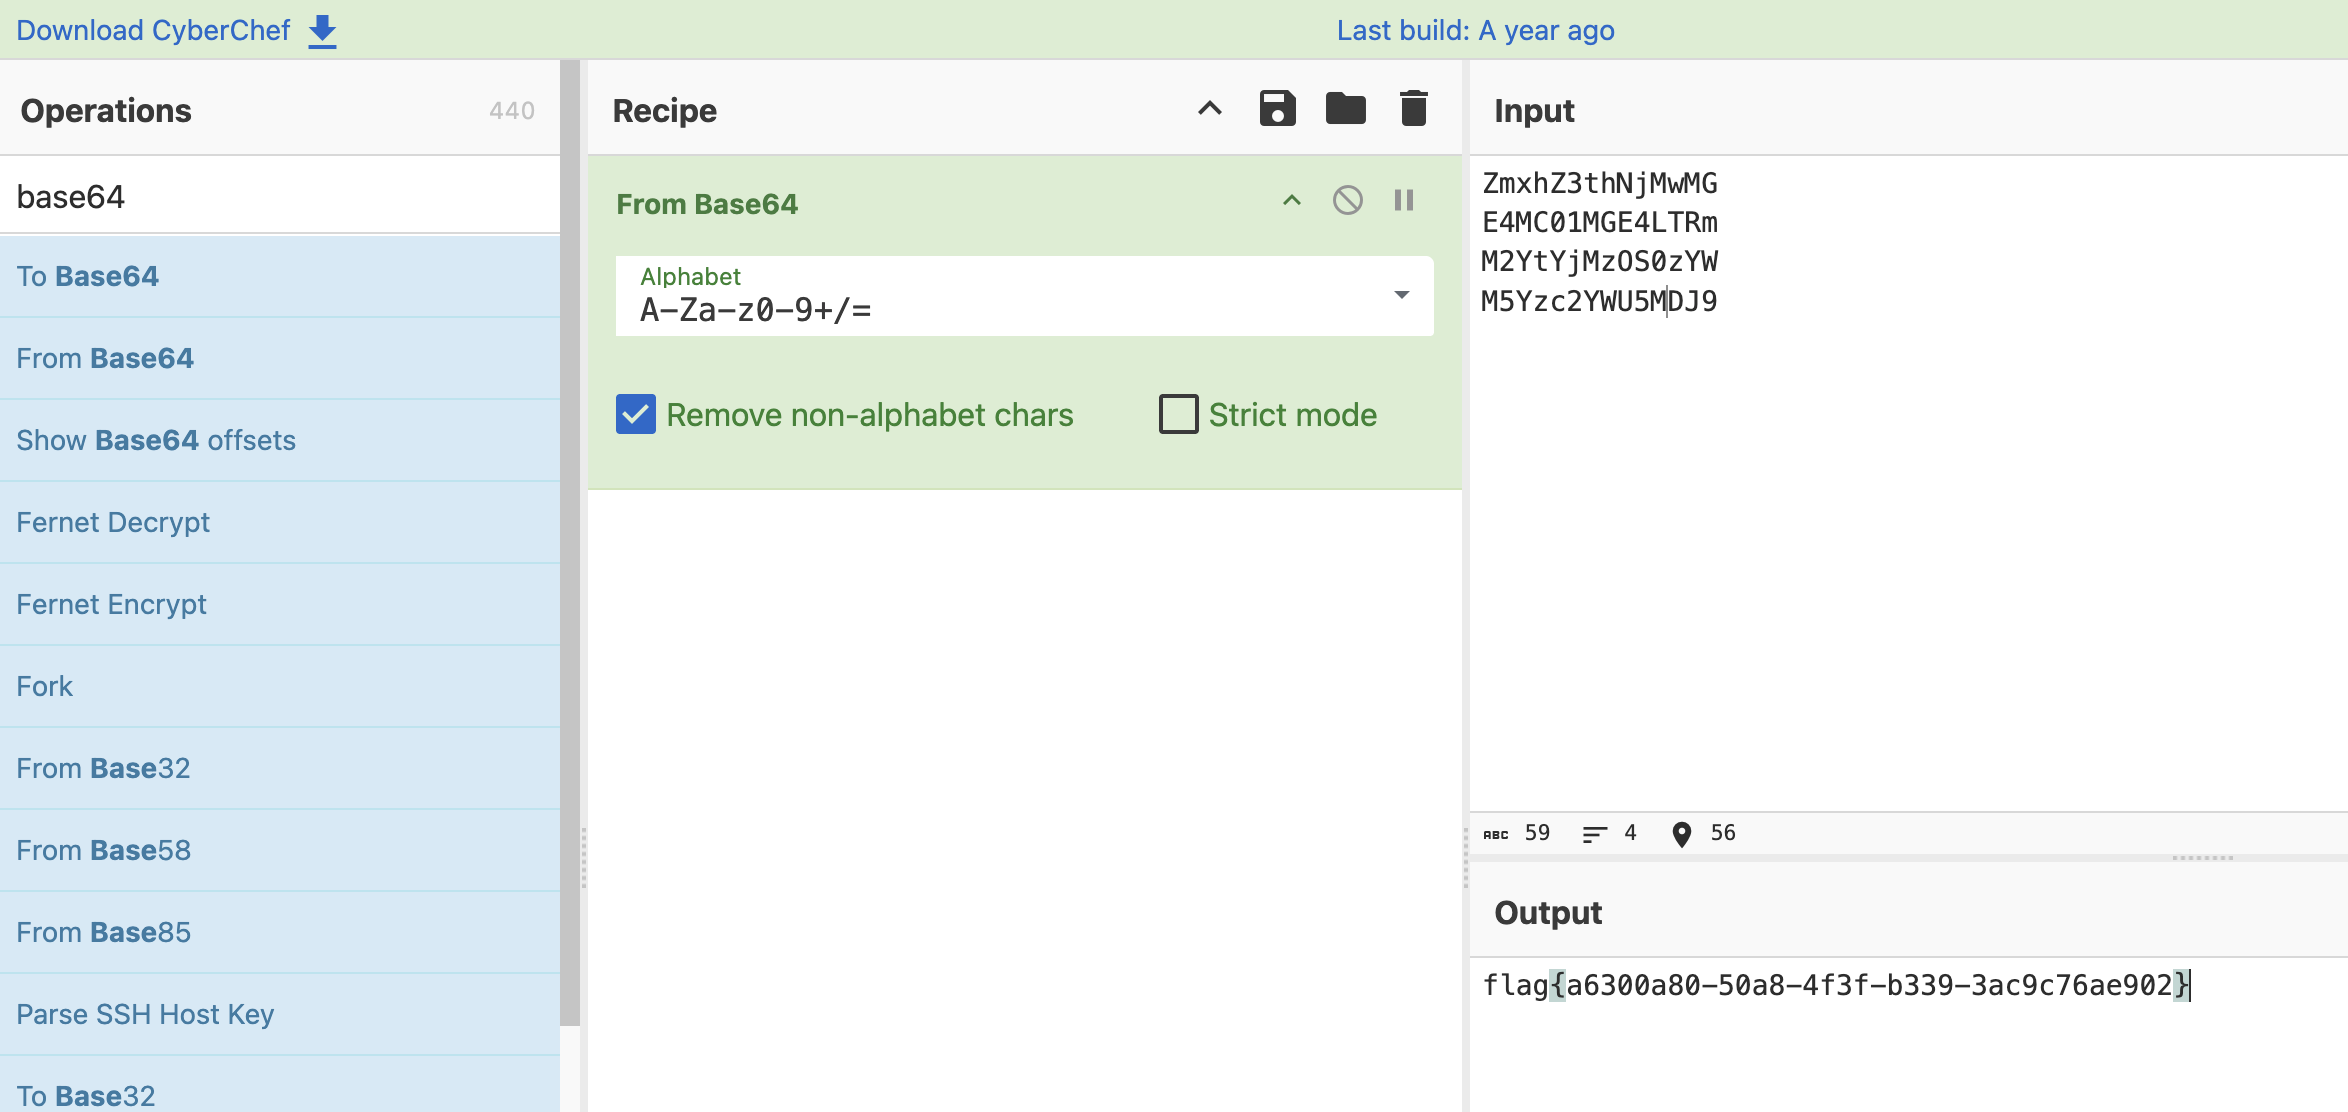 Download CyberChef
Last build: A year ago
Operations
440
base64
To Base64
From Base64
Show Base64 offsets
Fernet Decrypt
Fernet Encrypt
Fork
From Base32
From Base58
From Base85
Parse SSH Host Key
To Base32
Recipe
From Base64
Alphabet
A-Za-z0-9+/=
Remove non-alphabet chars
Strict mode
Input
ZmxhZ3thNjMwMG
E4MC01MGE4LTRm
M2YtYjMzOS0zYW
M5Yzc2YWU5MDJ9
ABC 59 4 56
Output
flag{a6300a80-50a8-4f3f-b339-3ac9c76ae902}